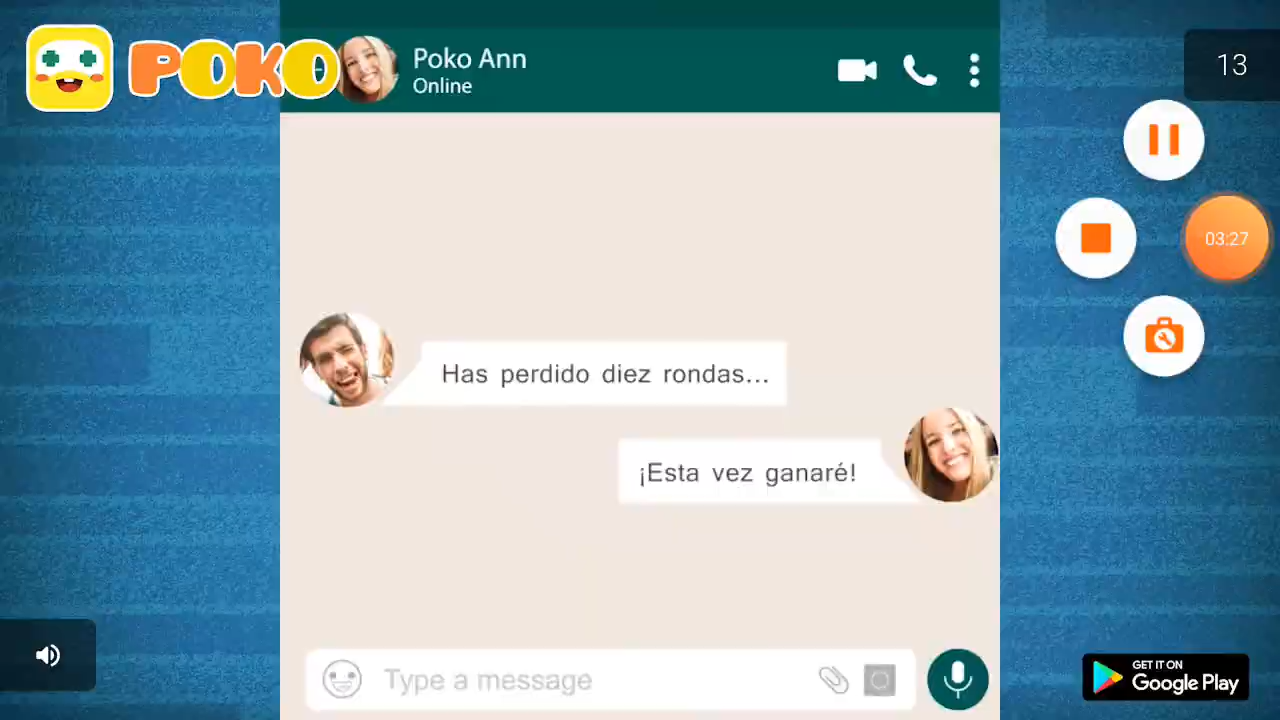 POKO
Poko Ann
Online
13
03:27
Has perdido diez rondas...
¡Esta vez ganaré!
Type a message
GET IT ON
Google Play